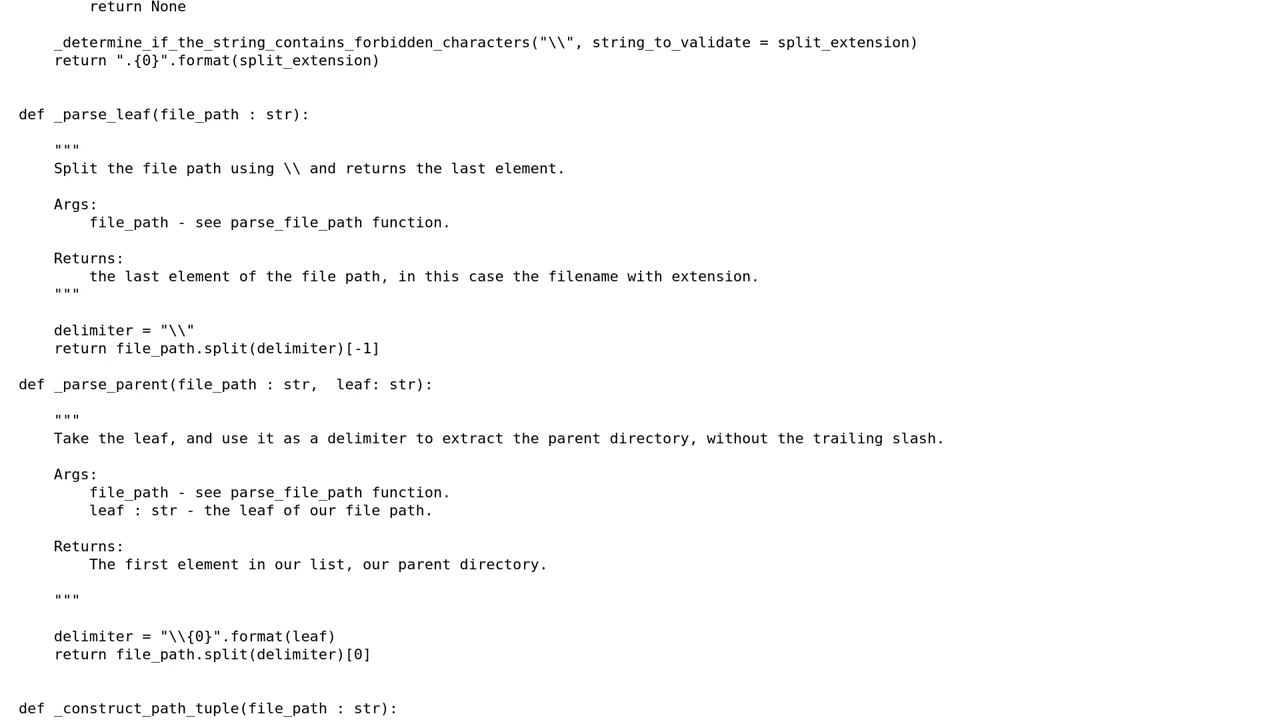 return None
    _determine_if_the_string_contains_forbidden_characters("\\", string_to_validate = split_extension)
    return ".{0}".format(split_extension)
def _parse_leaf(file_path : str):
    """
    Split the file path using \\ and returns the last element.
    Args:
        file_path - see parse_file_path function.
    Returns:
        the last element of the file path, in this case the filename with extension.
    """
    delimiter = "\\"
    return file_path.split(delimiter)[-1]
def _parse_parent(file_path : str,  leaf: str):
    """
    Take the leaf, and use it as a delimiter to extract the parent directory, without the trailing slash.
    Args:
        file_path - see parse_file_path function.
        leaf : str - the leaf of our file path.
    Returns:
        The first element in our list, our parent directory.
    """
    delimiter = "\\{0}".format(leaf)
    return file_path.split(delimiter)[0]
def _construct_path_tuple(file_path : str):